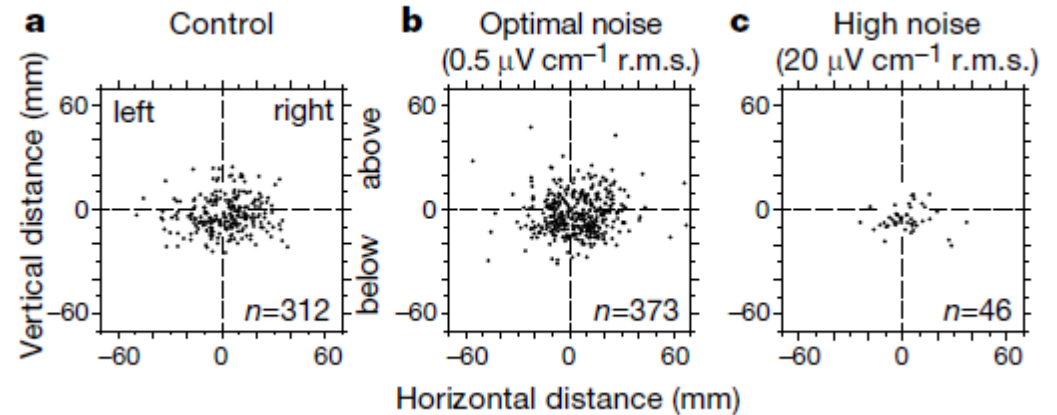 a Control
b Optimal noise
(0.5 μV cm⁻¹ r.m.s.)
c High noise
(20 μV cm⁻¹ r.m.s.)
Vertical distance (mm)
60
0
−60
left
right
above
below
n=312
−60 0 60
60
0
−60
n=373
−60 0 60
60
0
−60
n=46
−60 0 60
Horizontal distance (mm)